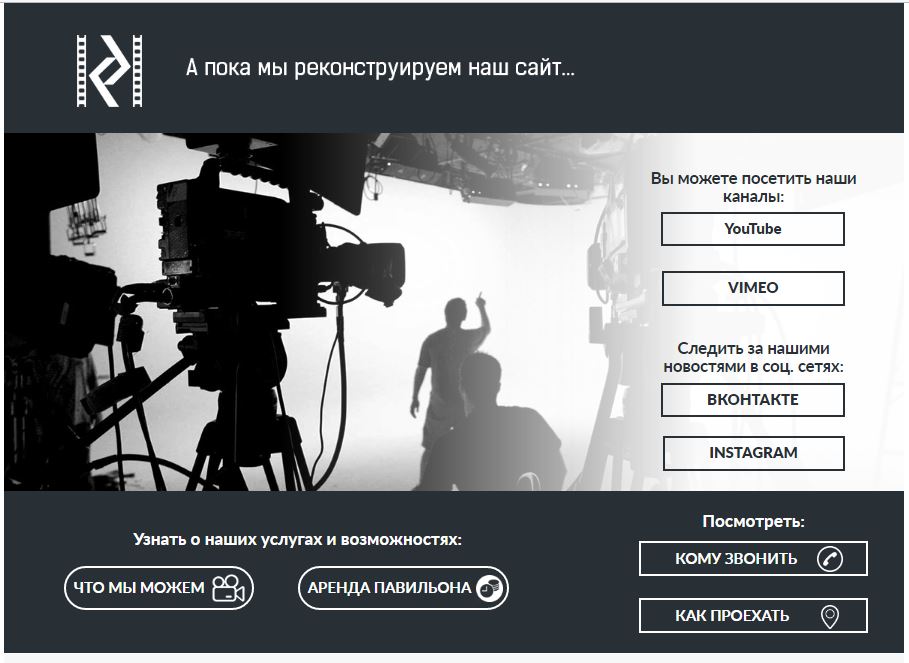 А пока мы реконструируем наш сайт...
Вы можете посетить наши
каналы:
YouTube
VIMEO
Следить за нашими
новостями в соц. сетях:
ВКОНТАКТЕ
INSTAGRAM
Узнать о наших услугах и возможностях:
ЧТО МЫ МОЖЕМ
АРЕНДА ПАВИЛЬОНА
Посмотреть:
КОМУ ЗВОНИТЬ
КАК ПРОЕХАТЬ